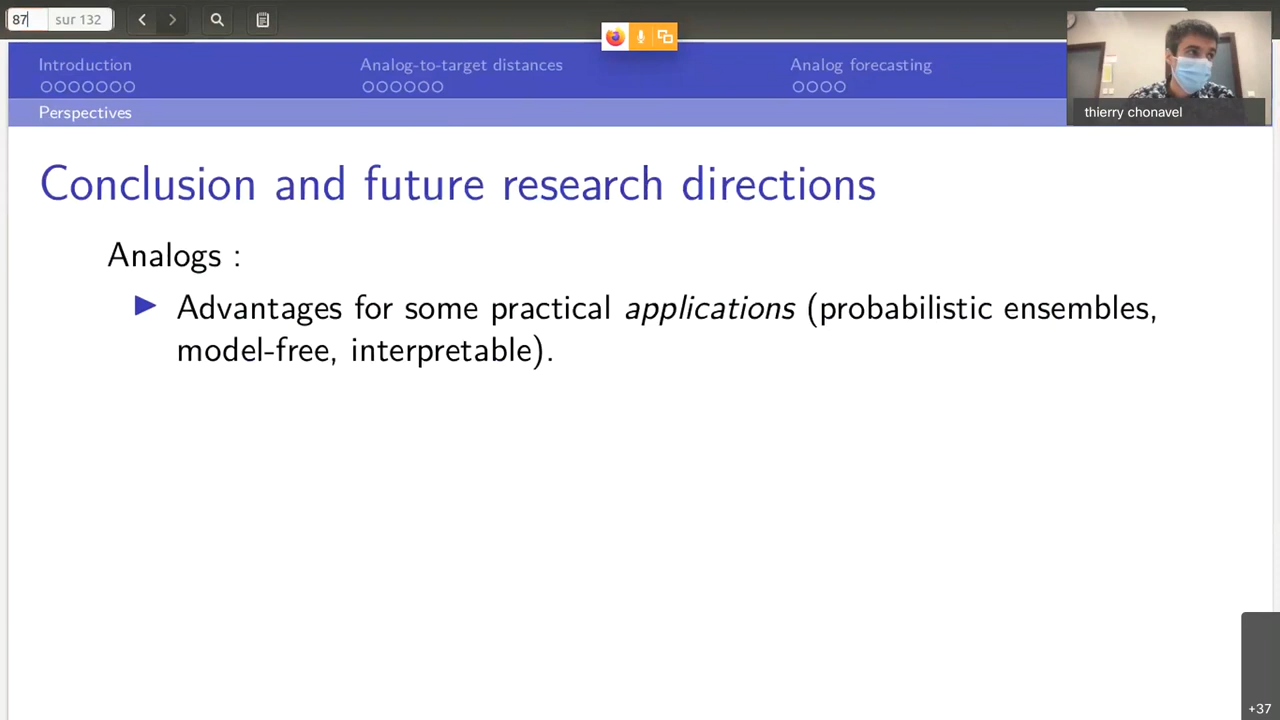 87 sur 132
Introduction
Analog-to-target distances
Analog forecasting
Perspectives
thierry chonavel
Conclusion and future research directions
Analogs :
Advantages for some practical applications (probabilistic ensembles,
model-free, interpretable).
+37